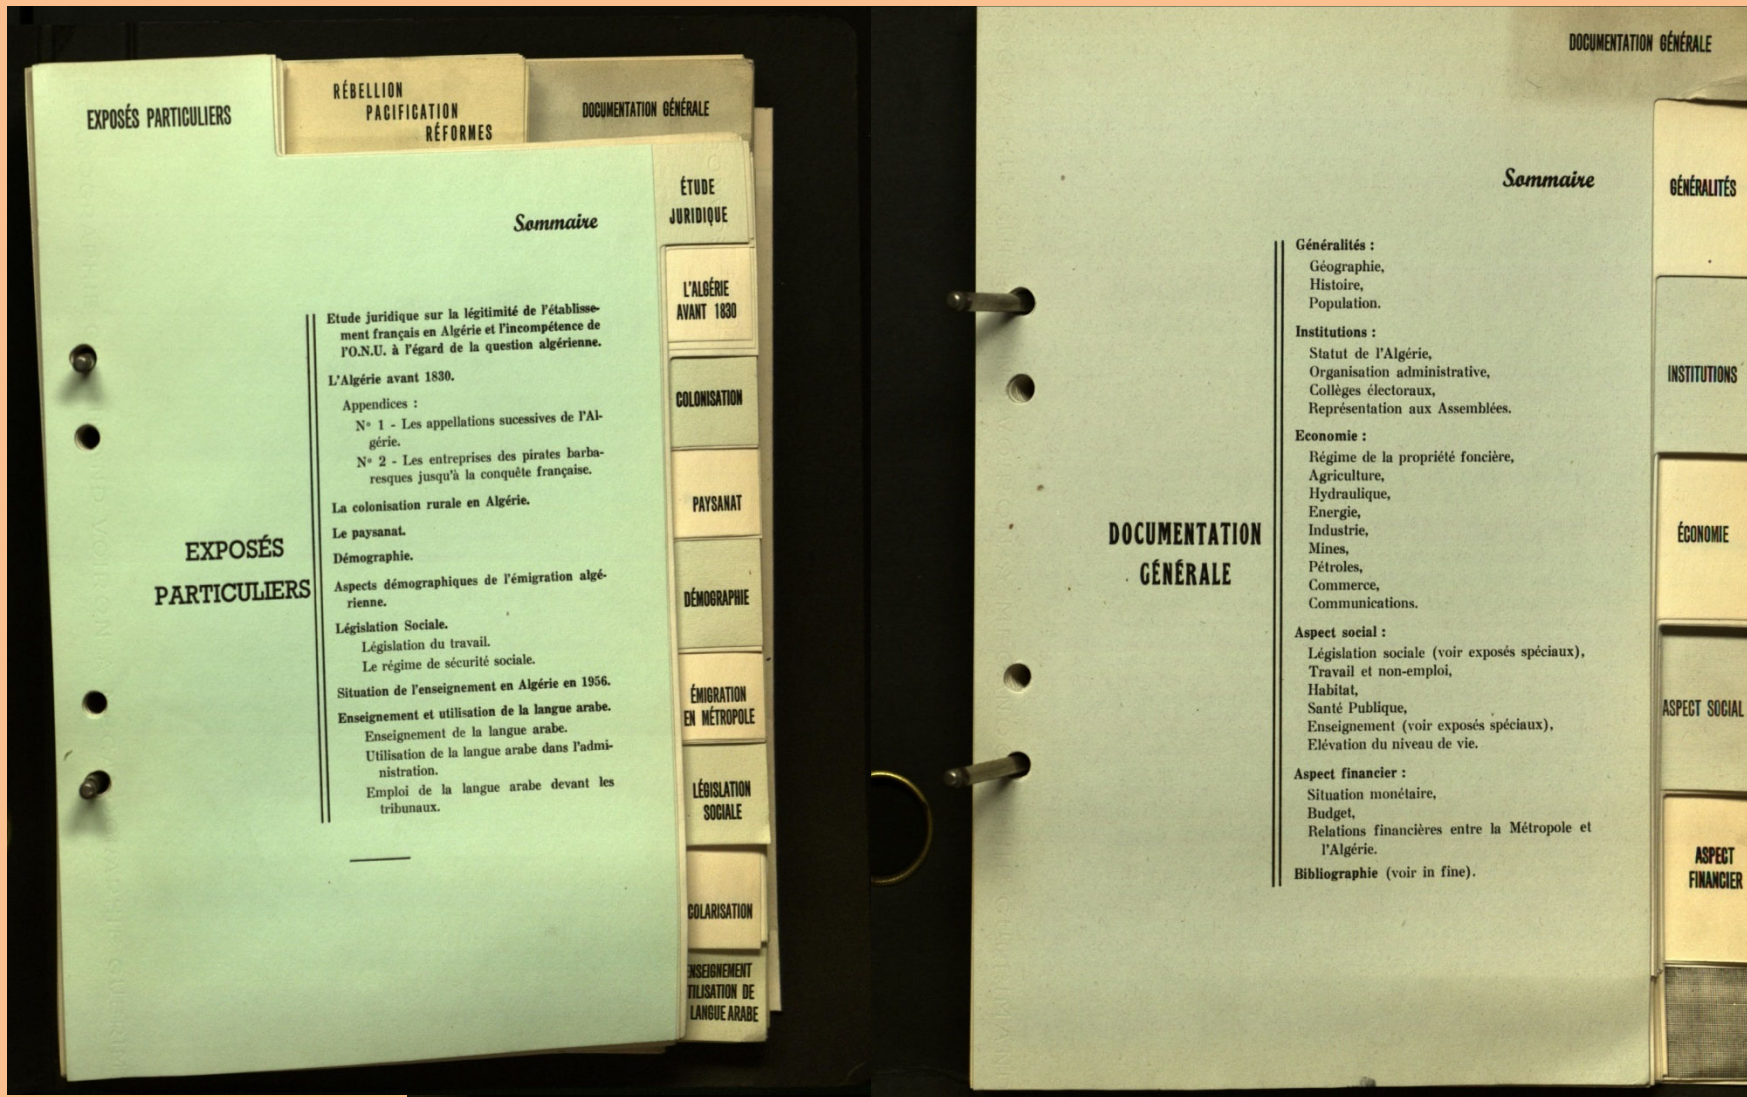 EXPOSÉS PARTICULIERS
RÉBELLION
PACIFICATION
RÉFORMES
DOCUMENTATION GÉNÉRALE
Sommaire
EXPOSÉS
PARTICULIERS
Etude juridique sur la légitimité de l'établisse-
ment français en Algérie et l'incompétence de
l'O.N.U. à l'égard de la question algérienne.
L'Algérie avant 1830.
Appendices :
N° 1 - Les appellations sucessives de l'Al-
gérie.
N° 2 - Les entreprises des pirates barba-
resques jusqu'à la conquête française.
La colonisation rurale en Algérie.
Le paysanat.
Démographie.
Aspects démographiques de l'émigration algé-
rienne.
Législation Sociale.
Législation du travail.
Le régime de sécurité sociale.
Situation de l'enseignement en Algérie en 1956.
Enseignement et utilisation de la langue arabe.
Enseignement de la langue arabe.
Utilisation de la langue arabe dans l'admi-
nistration.
Emploi de la langue arabe devant les
tribunaux.
ÉTUDE
JURIDIQUE
L'ALGÉRIE
AVANT 1830
COLONISATION
PAYSANAT
DÉMOGRAPHIE
ÉMIGRATION
EN MÉTROPOLE
LÉGISLATION
SOCIALE
COLARISATION
NSEIGNEMENT
TILISATION DE
LANGUE ARABE
DOCUMENTATION GÉNÉRALE
Sommaire
DOCUMENTATION
GÉNÉRALE
Généralités :
Géographie,
Histoire,
Population.
Institutions :
Statut de l'Algérie,
Organisation administrative,
Collèges électoraux,
Représentation aux Assemblées.
Economie :
Régime de la propriété foncière,
Agriculture,
Hydraulique,
Energie,
Industrie,
Mines,
Pétroles,
Commerce,
Communications.
Aspect social :
Législation sociale (voir exposés spéciaux),
Travail et non-emploi,
Habitat,
Santé Publique,
Enseignement (voir exposés spéciaux),
Elévation du niveau de vie.
Aspect financier :
Situation monétaire,
Budget,
Relations financières entre la Métropole et
l'Algérie.
Bibliographie (voir in fine).
GÉNÉRALITÉS
INSTITUTIONS
ÉCONOMIE
ASPECT SOCIAL
ASPECT
FINANCIER